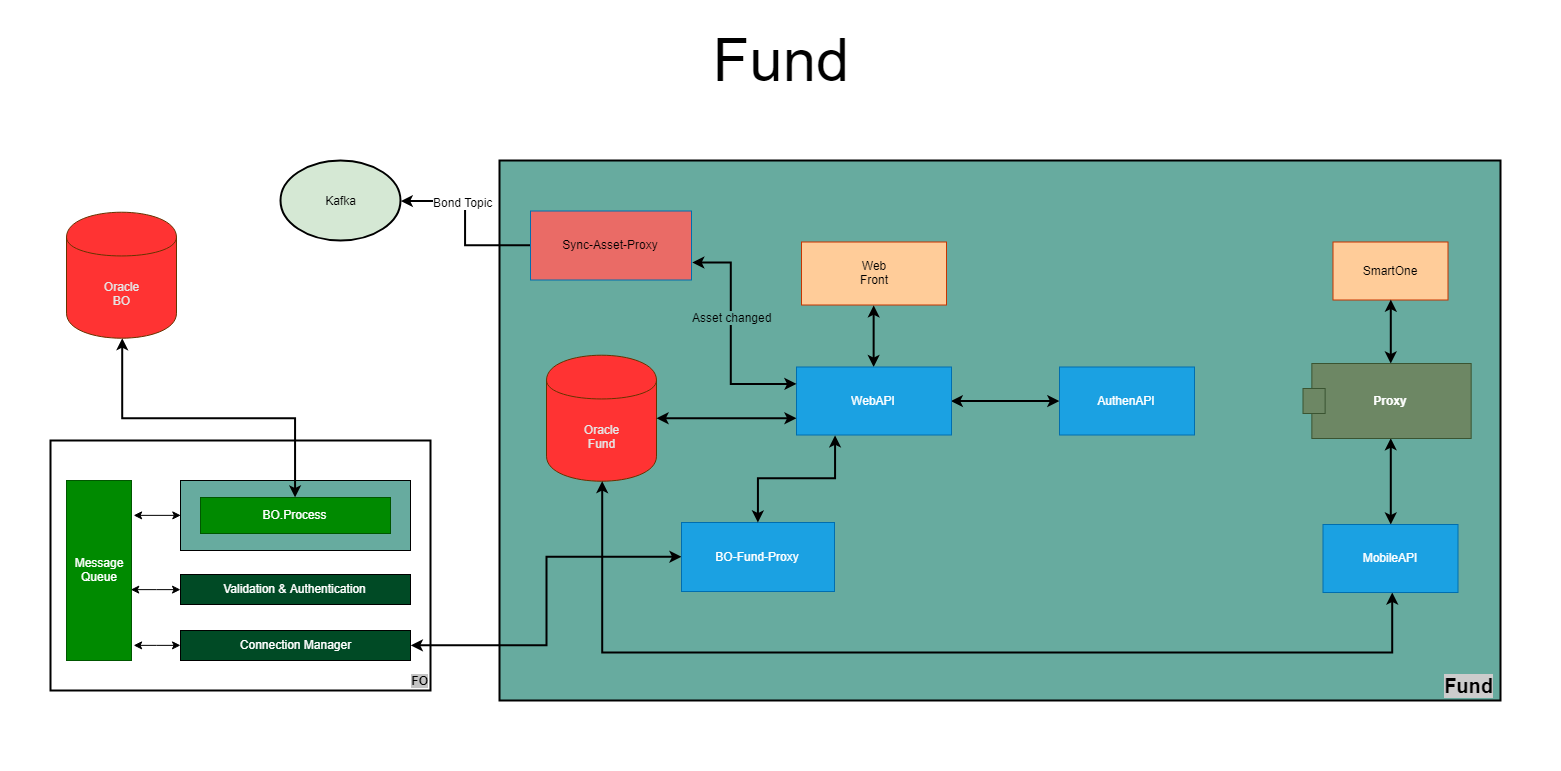 Fund
Kafka
Bond Topic
Sync-Asset-Proxy
Web
Front
SmartOne
Oracle
BO
Asset changed
WebAPI
AuthenAPI
Proxy
Oracle
Fund
BO.Process
Message
Queue
BO-Fund-Proxy
MobileAPI
Validation & Authentication
Connection Manager
FO
Fund